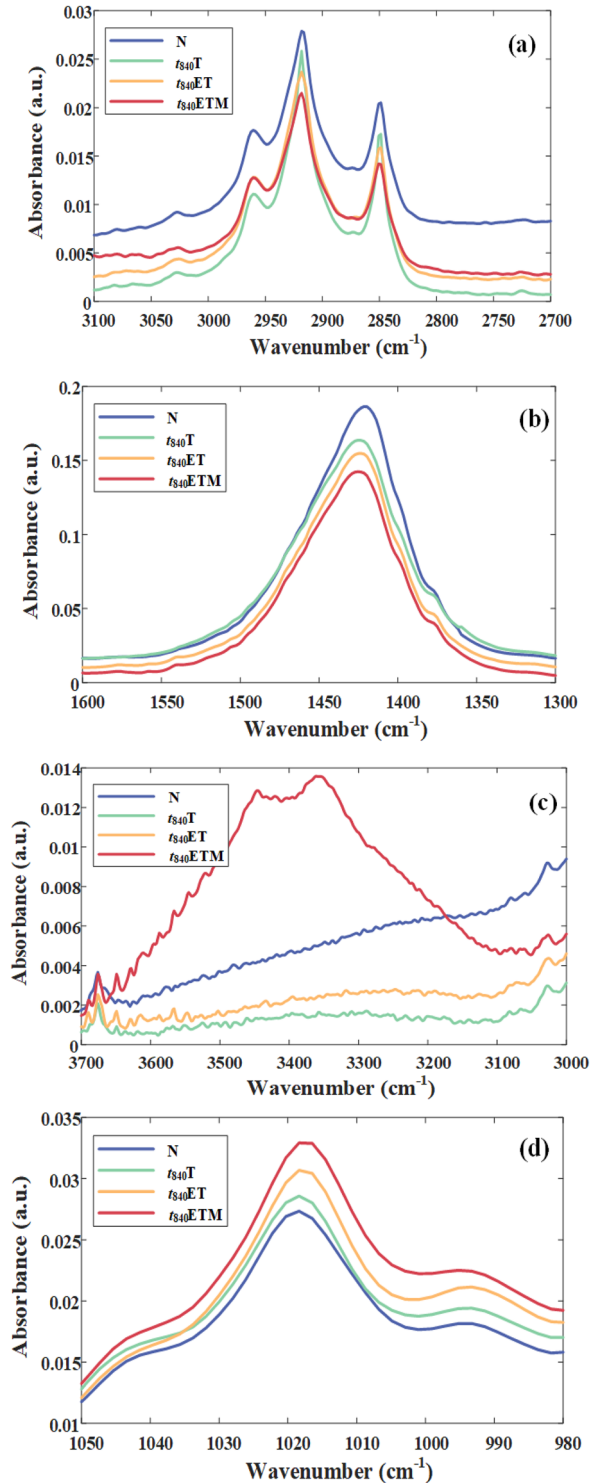 0.03
0.025
0.02
0.015
0.01
0.005
0
Absorbance (a.u.)
N
t840T
t840ET
t840ETM
(a)
3100 3050 3000 2950 2900 2850 2800 2750 2700
Wavenumber (cm-1)
0.2
0.15
0.1
0.05
0
Absorbance (a.u.)
N
t840T
t840ET
t840ETM
(b)
1600 1550 1500 1450 1400 1350 1300
Wavenumber (cm-1)
0.014
0.012
0.01
0.008
0.006
0.004
0.002
0
Absorbance (a.u.)
N
t840T
t840ET
t840ETM
(c)
3700 3600 3500 3400 3300 3200 3100 3000
Wavenumber (cm-1)
0.035
0.03
0.025
0.02
0.015
0.01
Absorbance (a.u.)
N
t840T
t840ET
t840ETM
(d)
1050 1040 1030 1020 1010 1000 990 980
Wavenumber (cm-1)